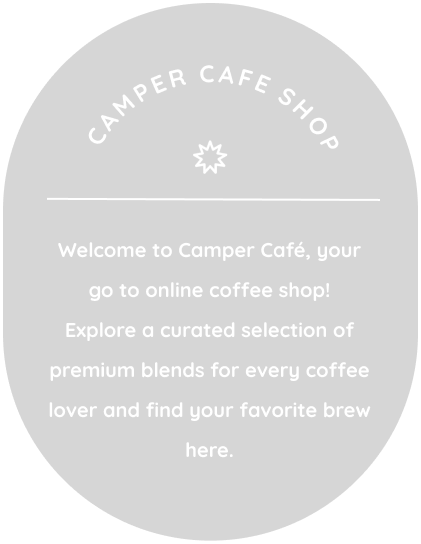 CAMPER CAFE SHOP
Welcome to Camper Café, your
go to online coffee shop!
Explore a curated selection of
premium blends for every coffee
lover and find your favorite brew
here.